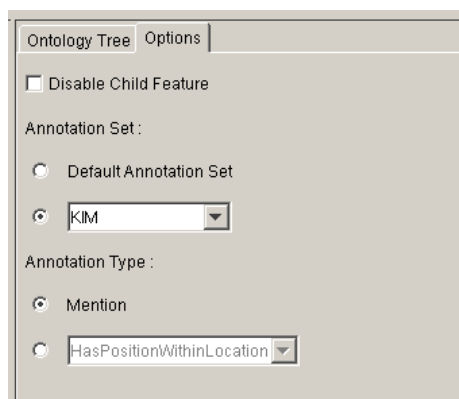 Ontology Tree Options
Disable Child Feature
Annotation Set :
Default Annotation Set
KIM
Annotation Type :
Mention
HasPositionWithinLocation